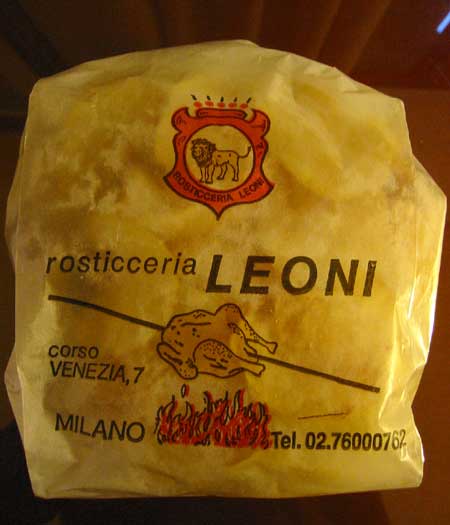 ROSTICCERIA LEONI
rosticceria LEONI
corso
VENEZIA,7
MILANO
Tel. 02.76000762